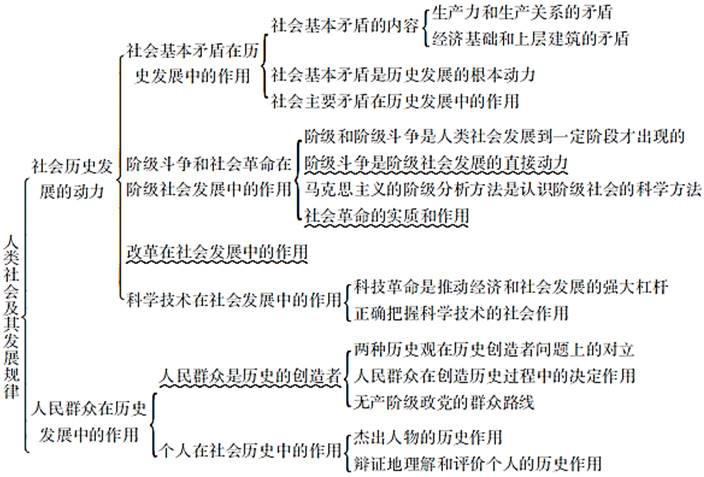 人类社会及其发展规律
社会历史发
展的动力
社会基本矛盾在历
史发展中的作用
社会基本矛盾的内容
生产力和生产关系的矛盾
经济基础和上层建筑的矛盾
社会基本矛盾是历史发展的根本动力
社会主要矛盾在历史发展中的作用
阶级斗争和社会革命在
阶级社会发展中的作用
阶级和阶级斗争是人类社会发展到一定阶段才出现的
阶级斗争是阶级社会发展的直接动力
马克思主义的阶级分析方法是认识阶级社会的科学方法
社会革命的实质和作用
改革在社会发展中的作用
科学技术在社会发展中的作用
科技革命是推动经济和社会发展的强大杠杆
正确把握科学技术的社会作用
人民群众在历史
发展中的作用
人民群众是历史的创造者
两种历史观在历史创造者问题上的对立
人民群众在创造历史过程中的决定作用
无产阶级政党的群众路线
个人在社会历史中的作用
杰出人物的历史作用
辩证地理解和评价个人的历史作用